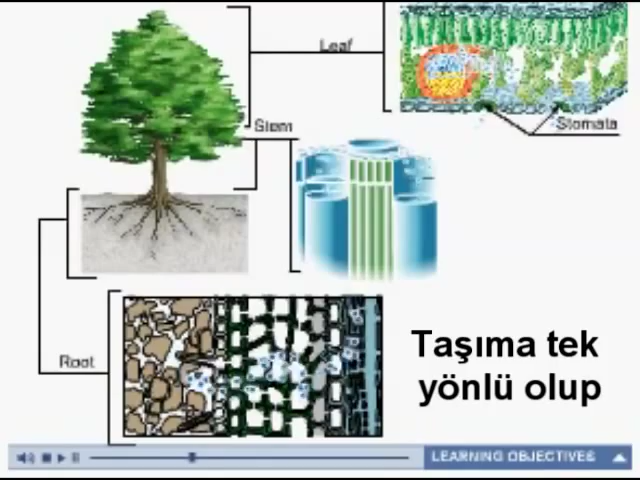 Leaf
Stem
Stomata
Root
Taşıma tek
yönlü olup
LEARNING OBJECTIVES